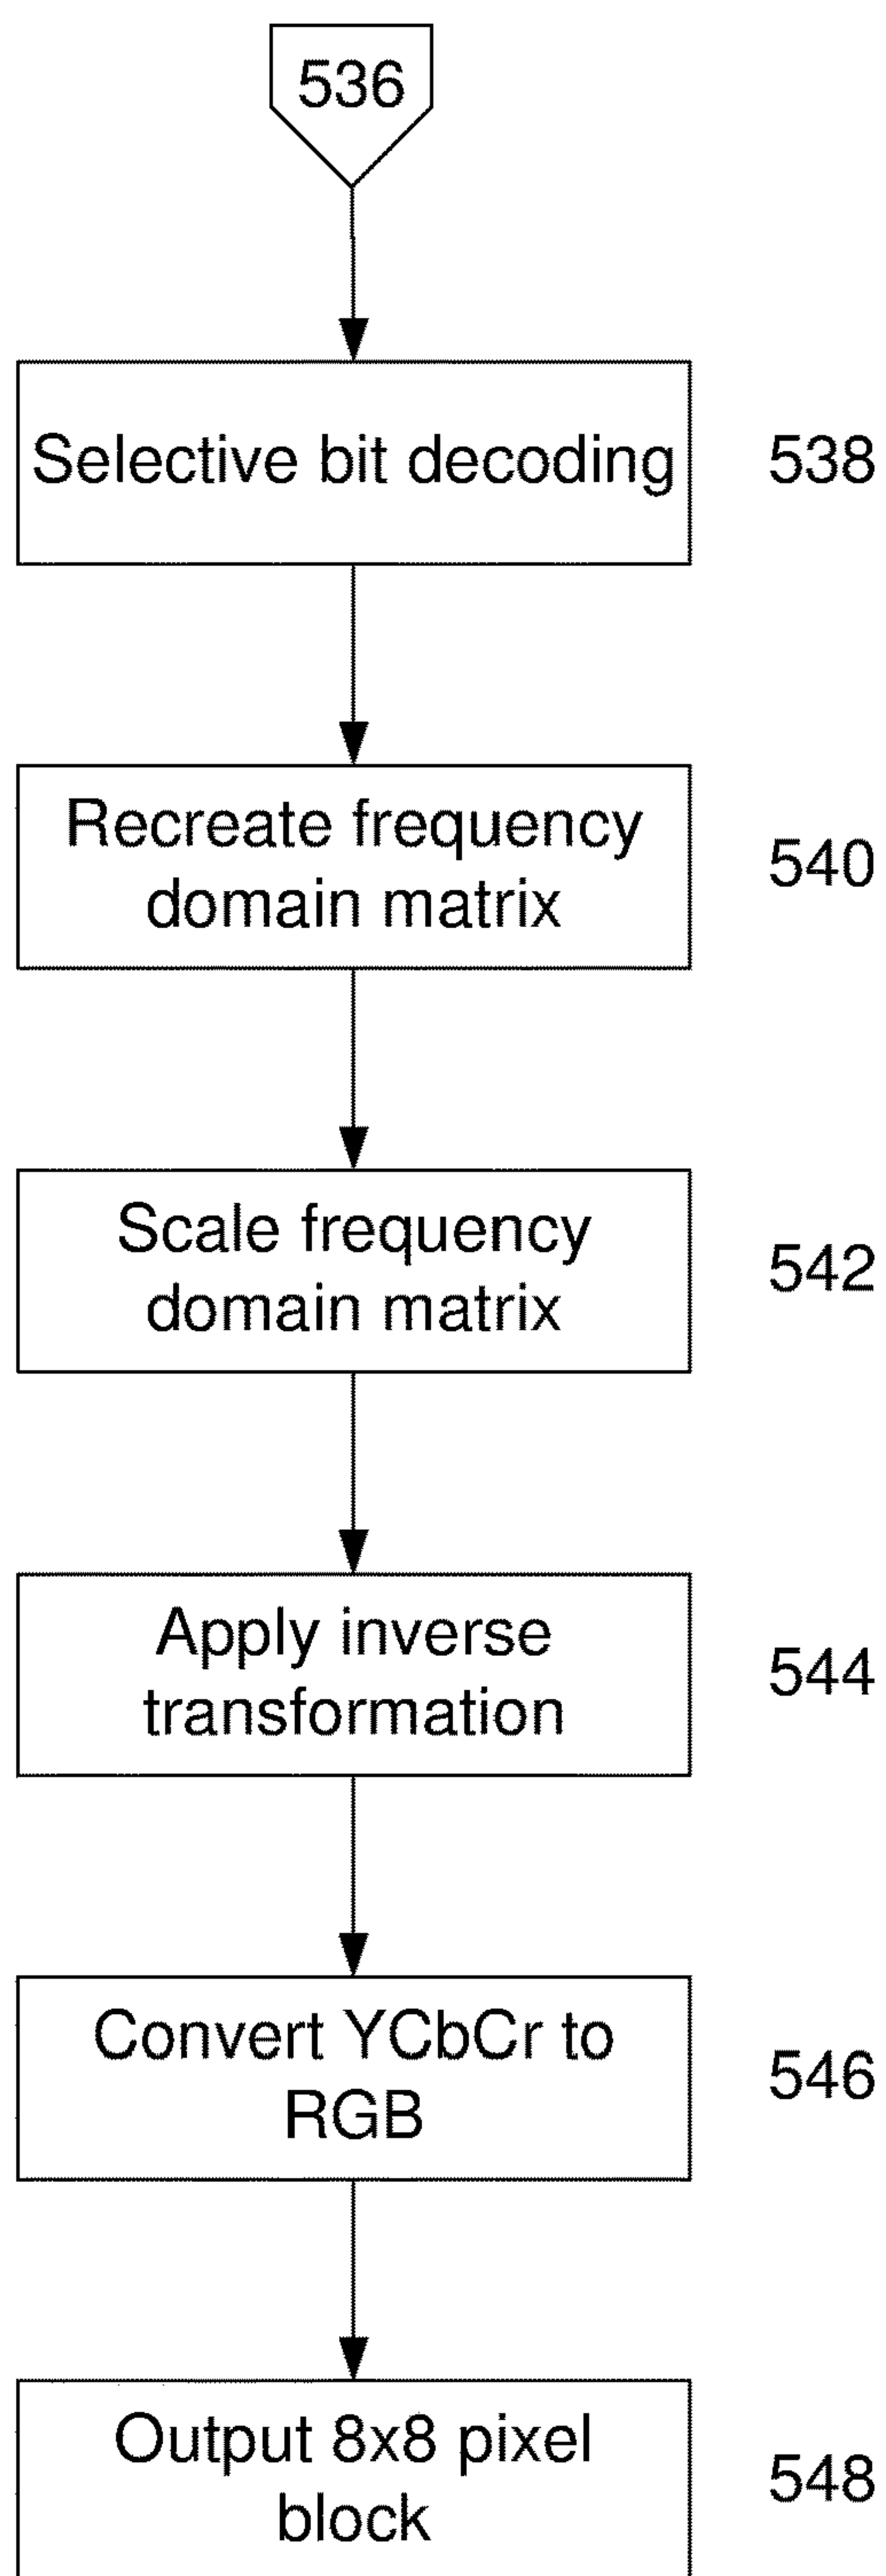 536
Selective bit decoding
538
Recreate frequency
domain matrix
540
Scale frequency
domain matrix
542
Apply inverse
transformation
544
Convert YCbCr to
RGB
546
Output 8x8 pixel
block
548